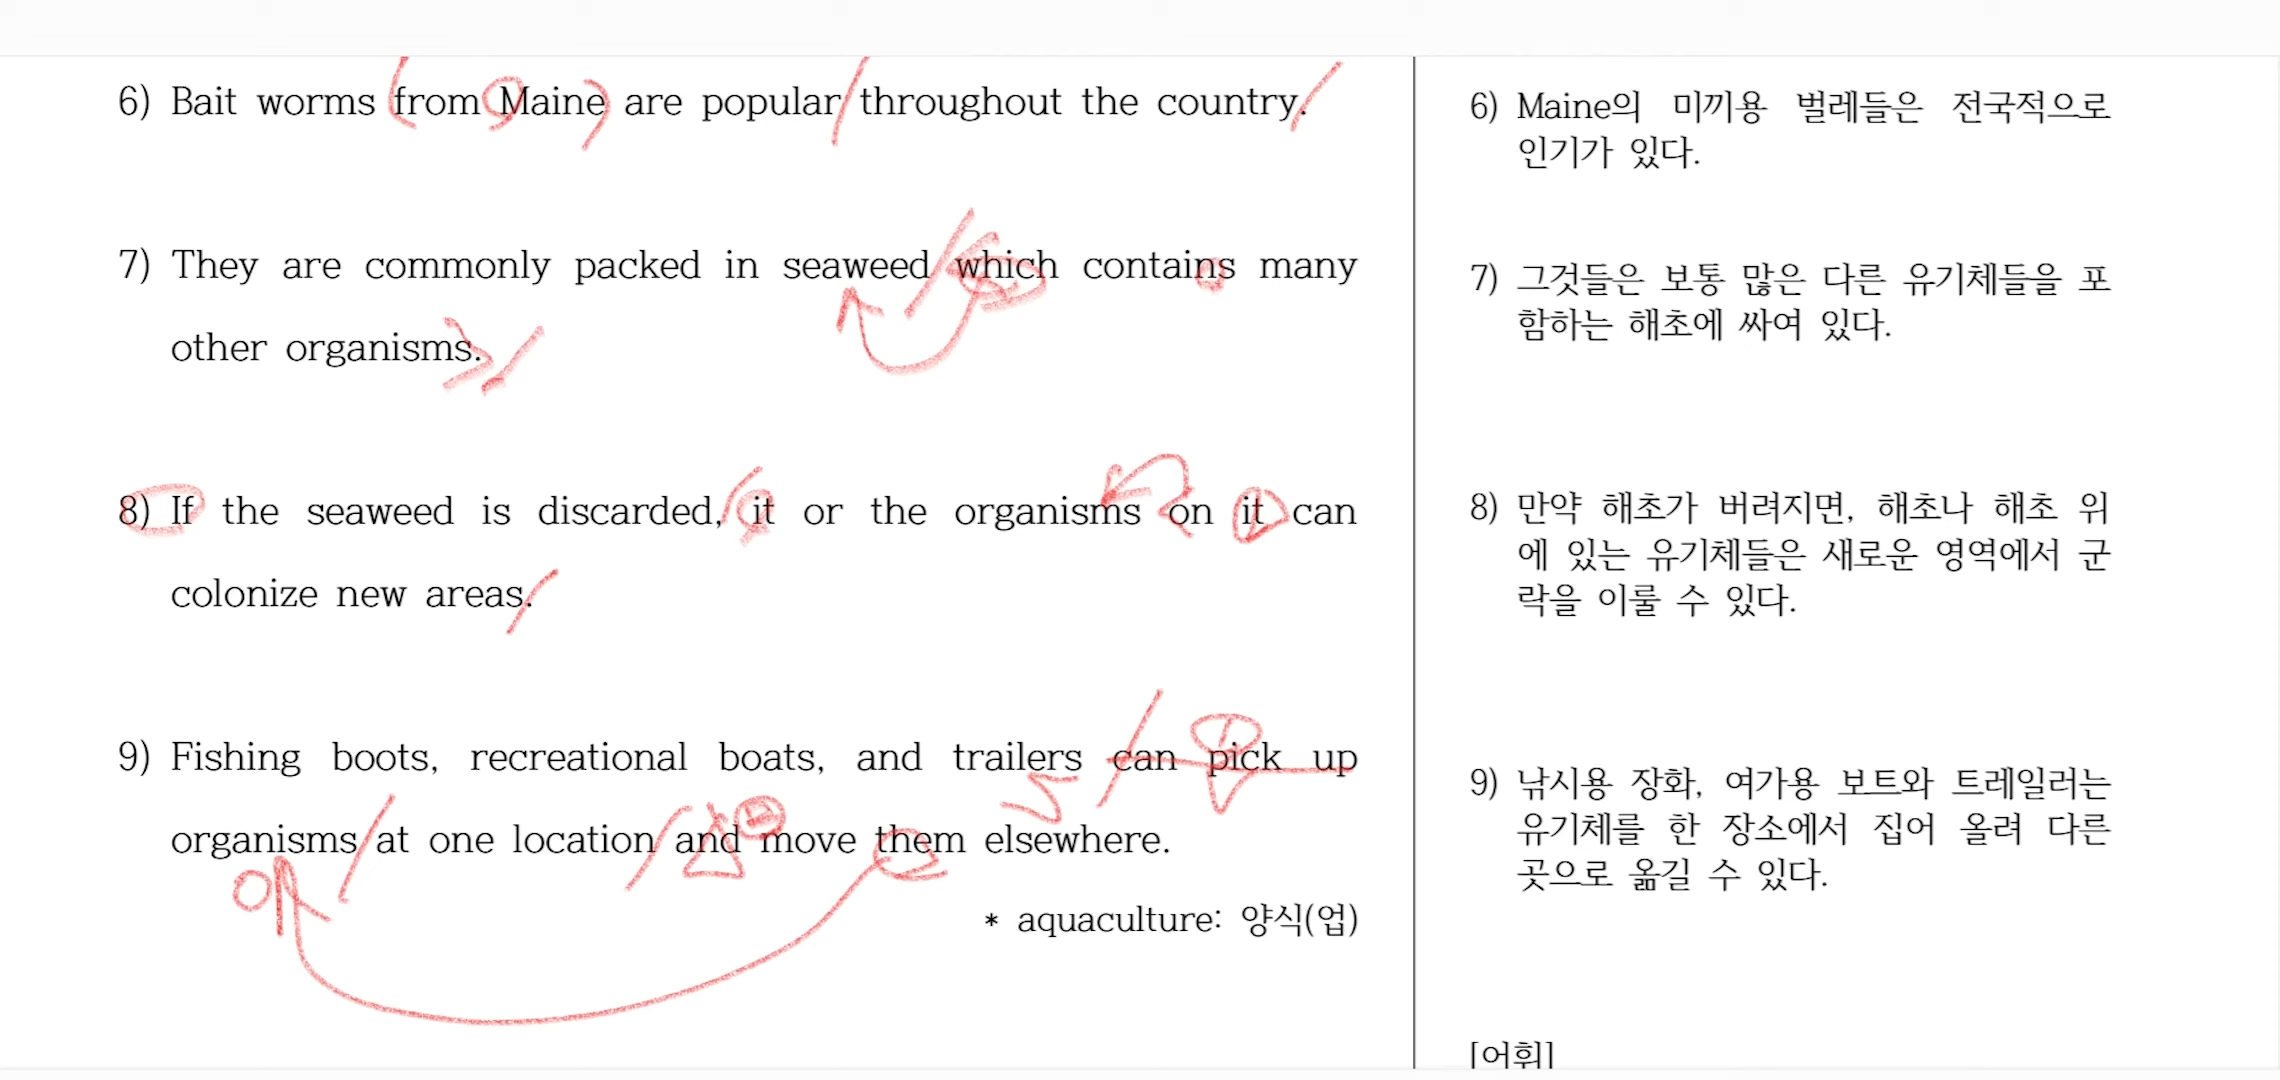 6) Bait worms from Maine are popular throughout the country.
7) They are commonly packed in seaweed which contains many
other organisms.
8) If the seaweed is discarded, it or the organisms on it can
colonize new areas.
9) Fishing boots, recreational boats, and trailers can pick up
organisms at one location and move them elsewhere.
* aquaculture: 양식(업)
6) Maine의 미끼용 벌레들은 전국적으로
인기가 있다.
7) 그것들은 보통 많은 다른 유기체들을 포
함하는 해초에 싸여 있다.
8) 만약 해초가 버려지면, 해초나 해초 위
에 있는 유기체들은 새로운 영역에서 군
락을 이룰 수 있다.
9) 낚시용 장화, 여가용 보트와 트레일러는
유기체를 한 장소에서 집어 올려 다른
곳으로 옮길 수 있다.
[어휘]